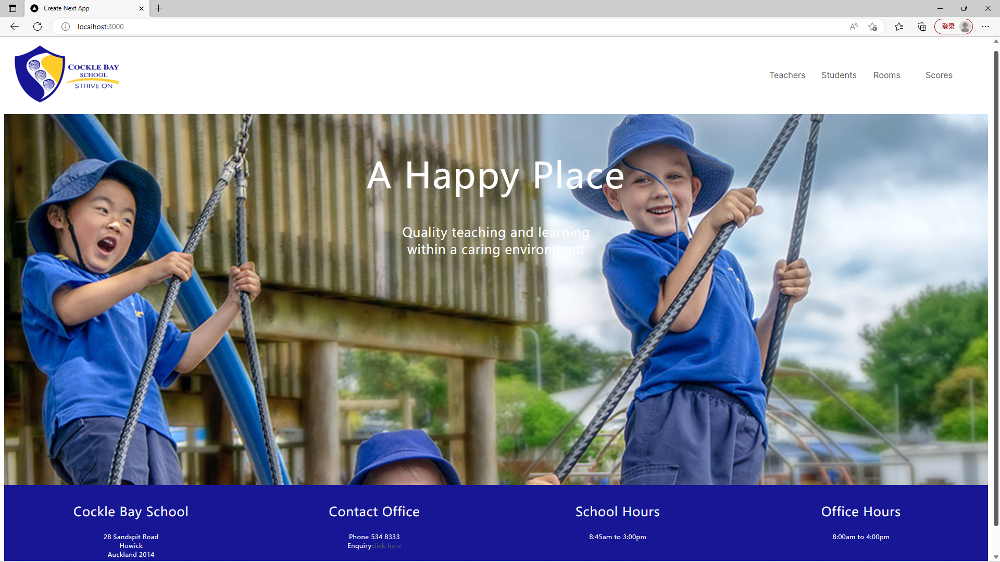 Create Next App
localhost:3000
登录
COCKLE BAY
SCHOOL
STRIVE ON
Teachers Students Rooms Scores
A Happy Place
Quality teaching and learning
within a caring environment
Cockle Bay School
28 Sandspit Road
Howick
Auckland 2014
Contact Office
Phone 534 8333
Enquiryclick here
School Hours
8:45am to 3:00pm
Office Hours
8:00am to 4:00pm